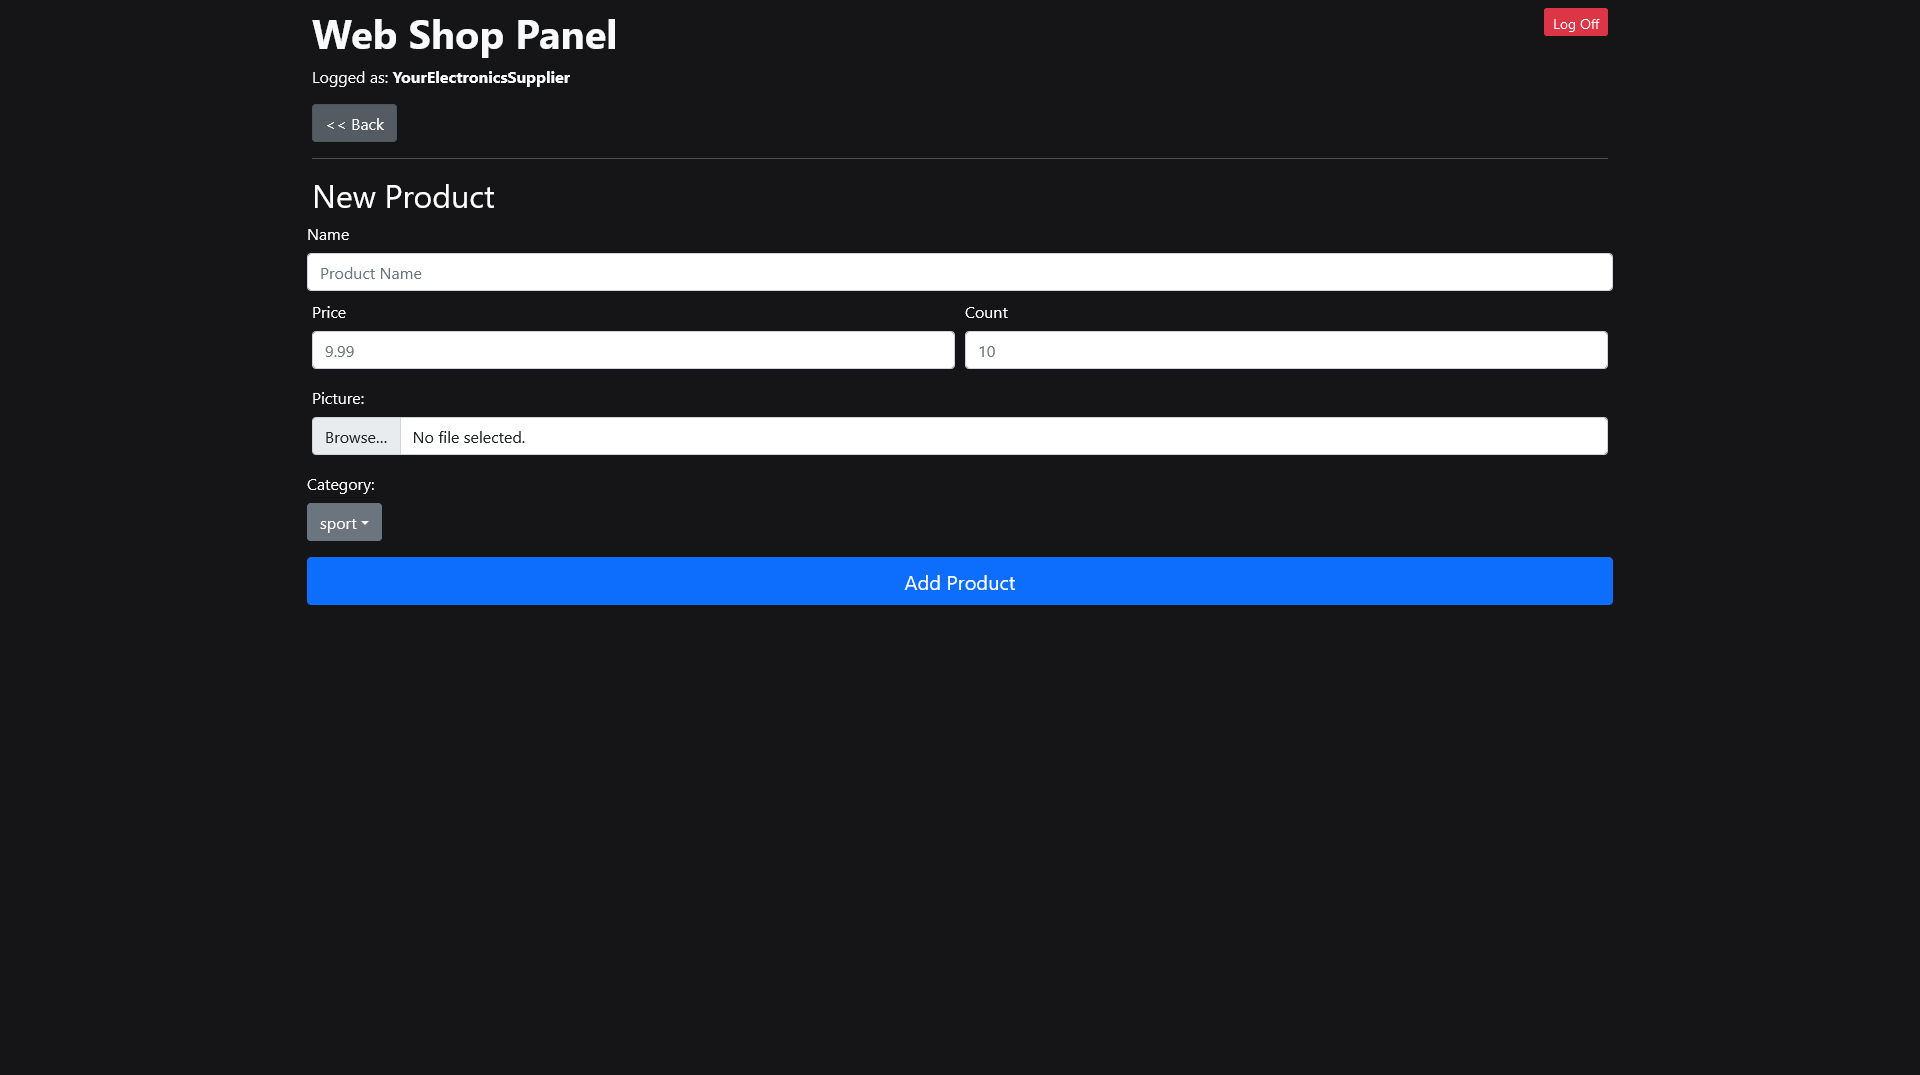 Web Shop Panel
Log Off
Logged as: YourElectronicsSupplier
<< Back
New Product
Name
Product Name
Price
Count
9.99
10
Picture:
Browse... No file selected.
Category:
sport
Add Product